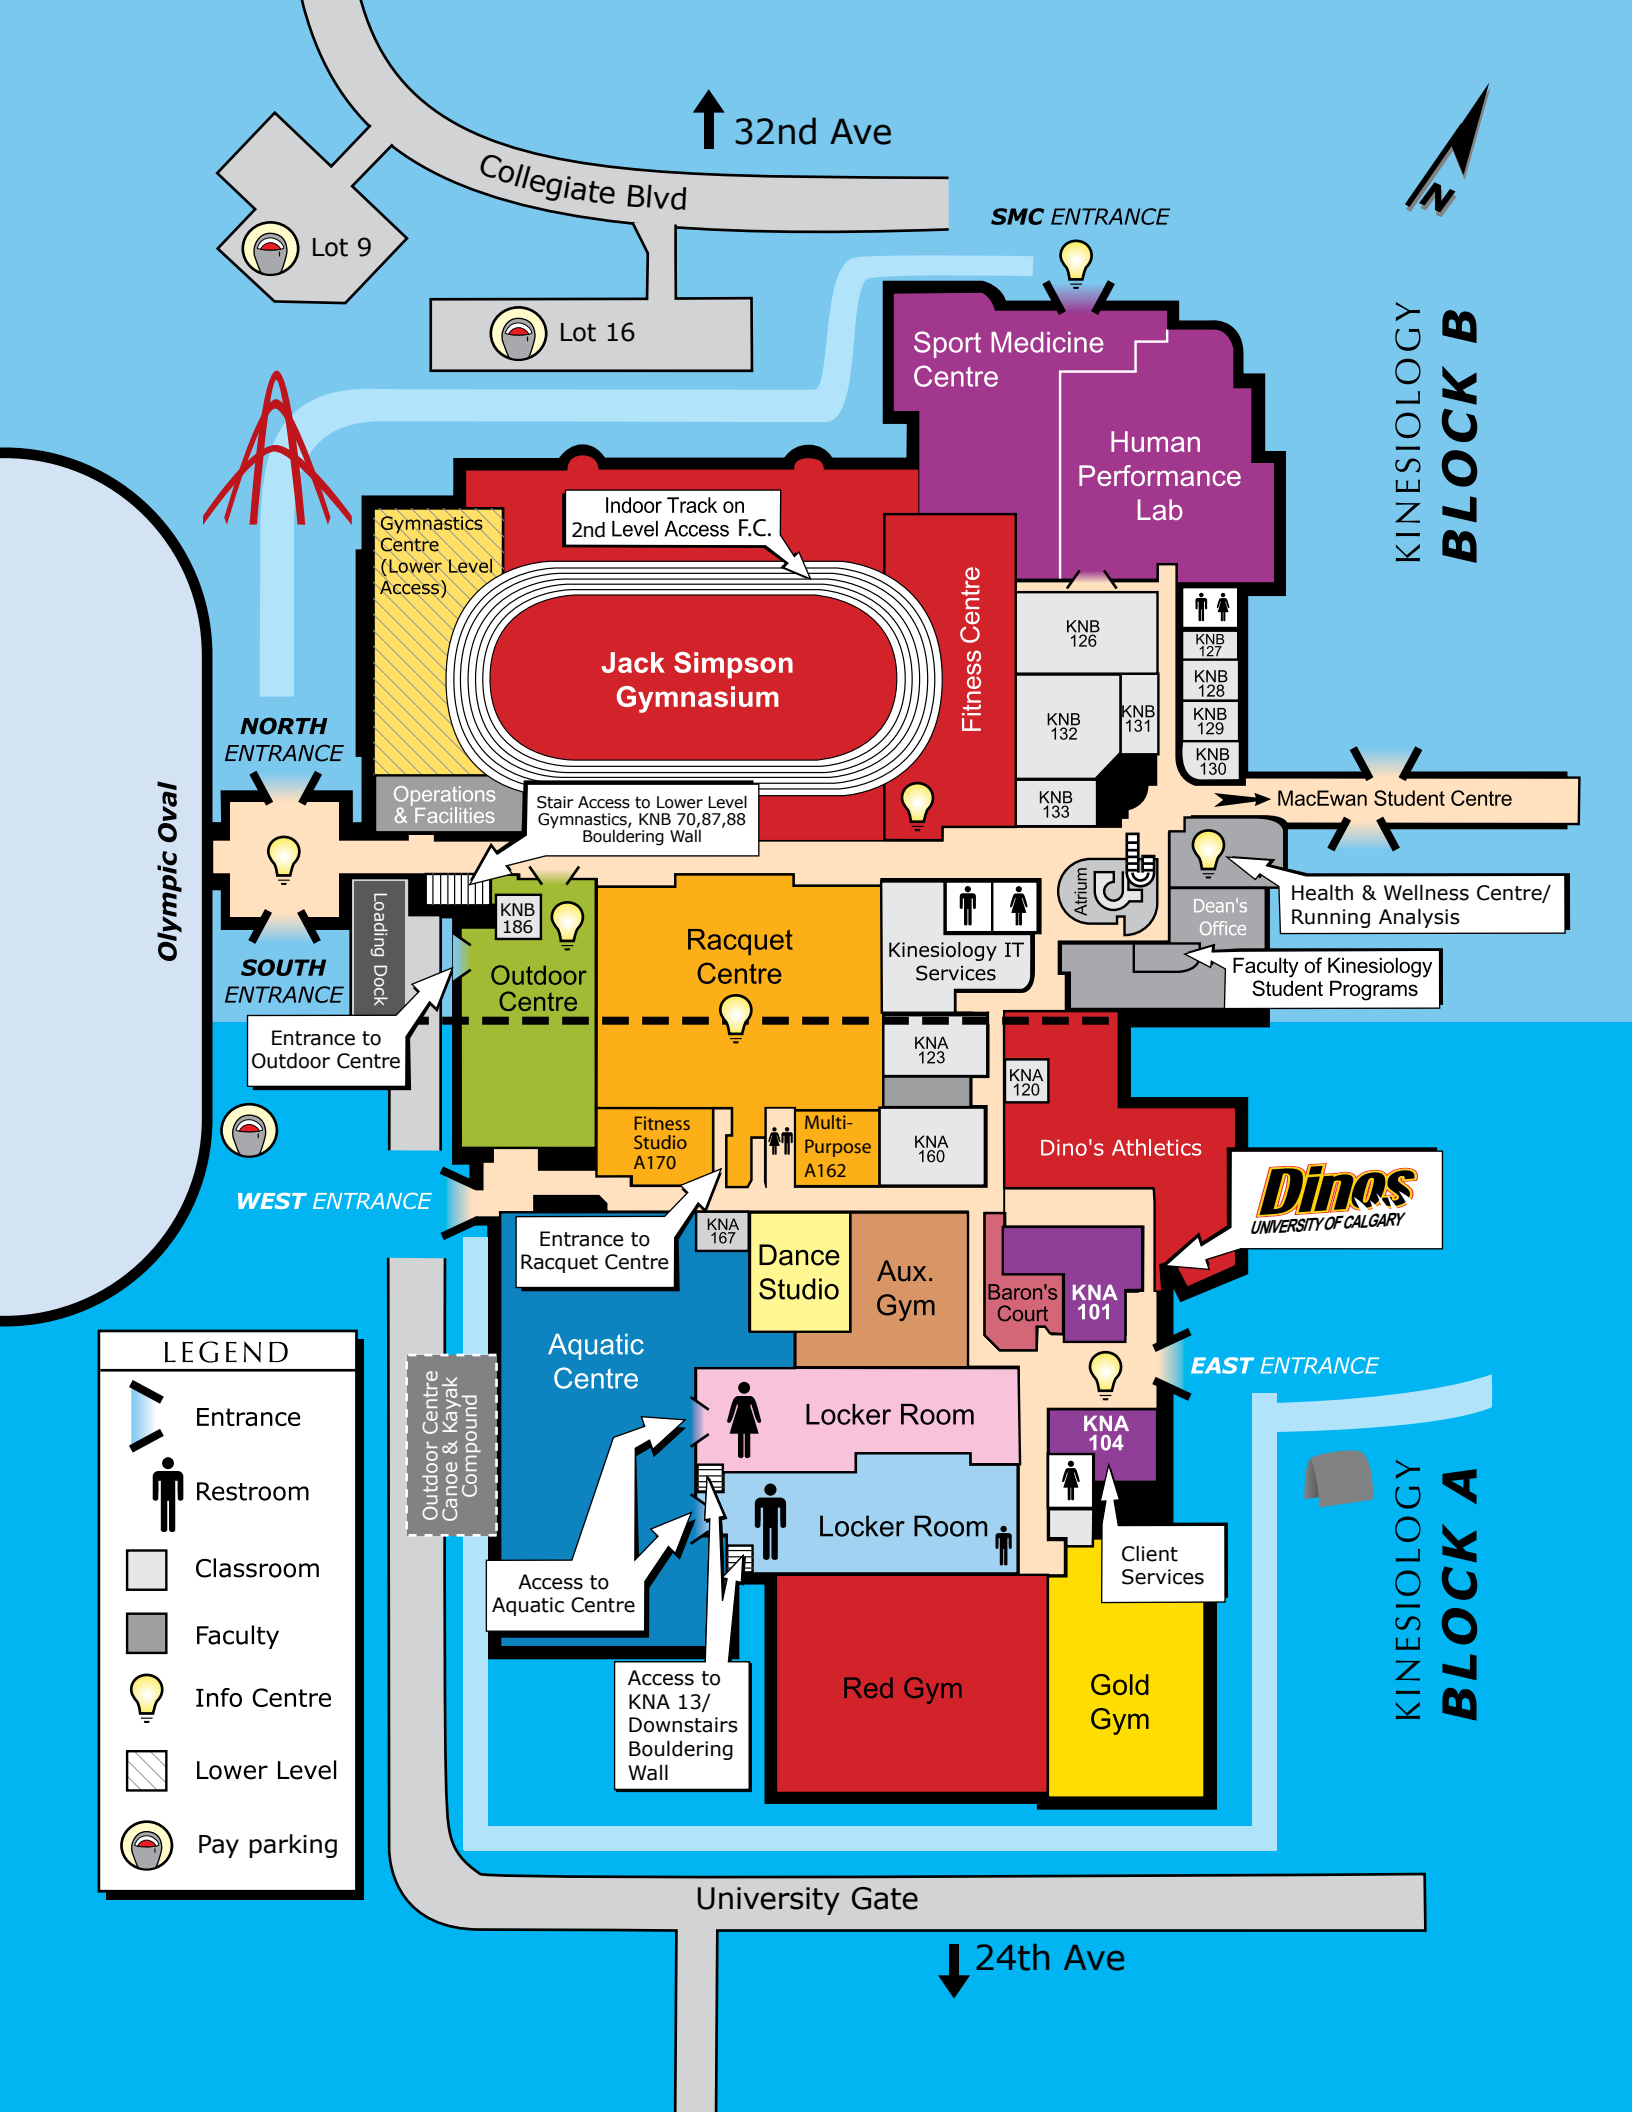 32nd Ave
Collegiate Blvd
N
SMC ENTRANCE
Lot 9
Lot 16
Sport Medicine
Centre
Human
Performance
Lab
KINESIOLOGY
BLOCK B
Indoor Track on
2nd Level Access F.C.
Gymnastics
Centre
(Lower Level
Access)
Jack Simpson
Gymnasium
Fitness Centre
KNB
126
KNB
127
KNB
128
KNB
129
KNB
130
KNB
131
KNB
132
KNB
133
NORTH
ENTRANCE
Operations
& Facilities
Stair Access to Lower Level
Gymnastics, KNB 70,87,88
Bouldering Wall
MacEwan Student Centre
Olympic Oval
Loading Dock
KNB
186
Atrium
Health & Wellness Centre/
Running Analysis
Dean's
Office
Racquet
Centre
Kinesiology IT
Services
Outdoor
Centre
SOUTH
ENTRANCE
Faculty of Kinesiology
Student Programs
Entrance to
Outdoor Centre
KNA
123
KNA
120
Fitness
Studio
A170
Multi-
Purpose
A162
KNA
160
Dino's Athletics
Dinos
UNIVERSITY OF CALGARY
WEST ENTRANCE
Entrance to
Racquet Centre
KNA
167
Dance
Studio
Aux.
Gym
Baron's
Court
KNA
101
Aquatic
Centre
EAST ENTRANCE
LEGEND
Entrance
Restroom
Classroom
Faculty
Info Centre
Lower Level
Pay parking
Outdoor Centre
Canoe & Kayak
Compound
Locker Room
KNA
104
Locker Room
Client
Services
Access to
Aquatic Centre
KINESIOLOGY
BLOCK A
Access to
KNA 13/
Downstairs
Bouldering
Wall
Red Gym
Gold
Gym
University Gate
24th Ave